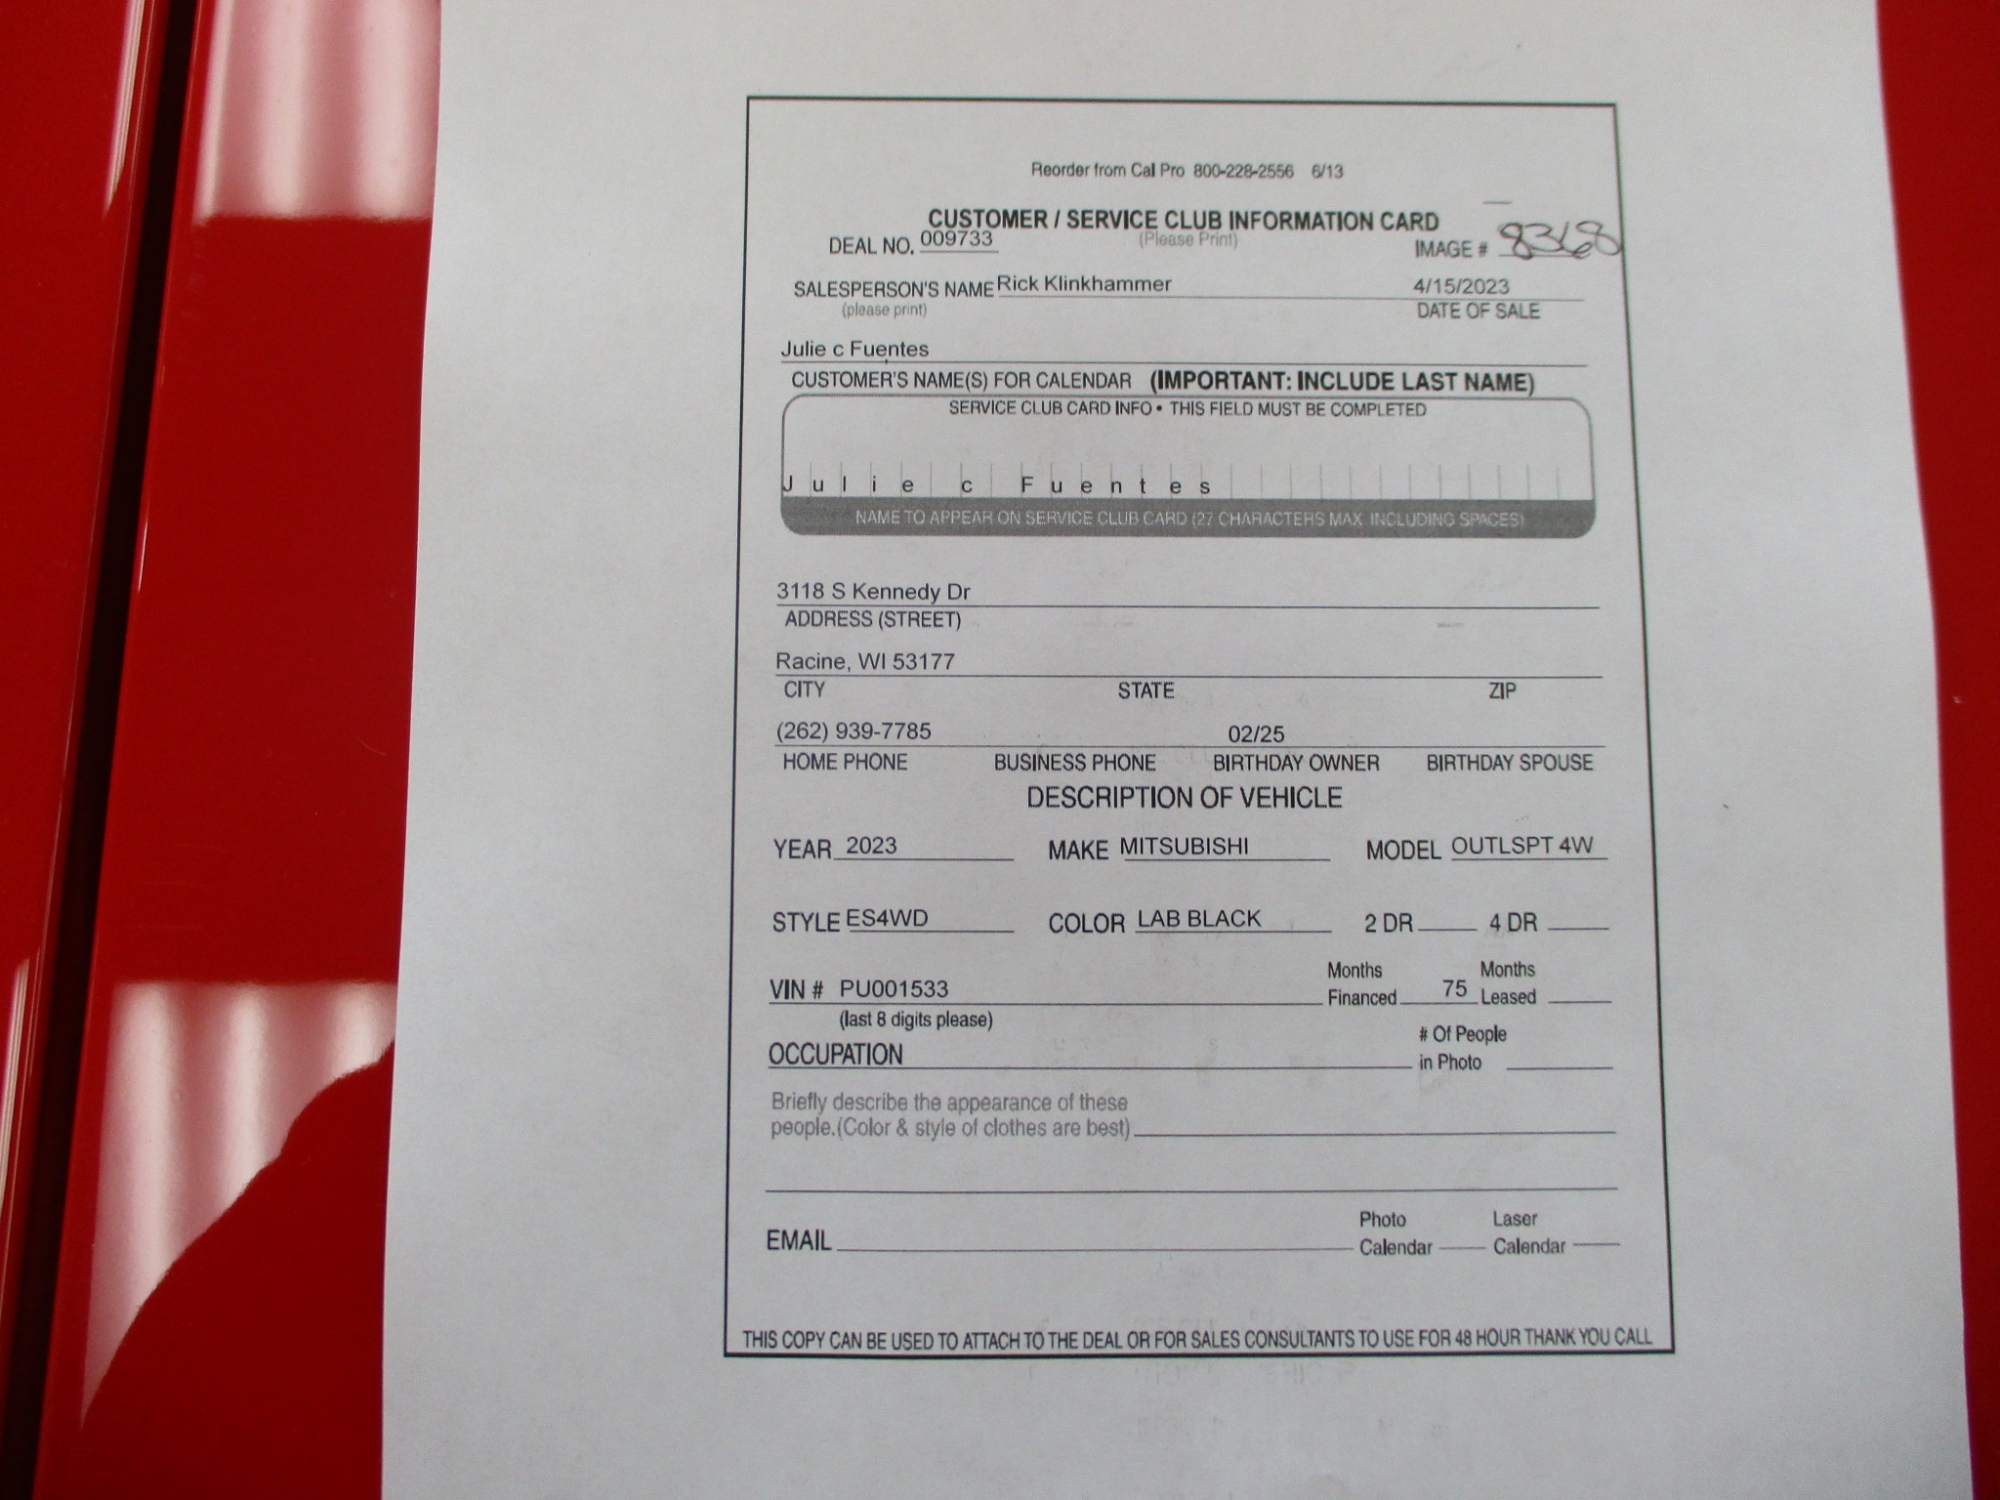 Reorder from Cal Pro 800-228-2556 6/13
CUSTOMER / SERVICE CLUB INFORMATION CARD
DEAL NO. 009733 (Please Print) IMAGE # 8368
SALESPERSON'S NAME Rick Klinkhammer 4/15/2023
(please print) DATE OF SALE
Julie c Fuentes
CUSTOMER'S NAME(S) FOR CALENDAR (IMPORTANT: INCLUDE LAST NAME)
SERVICE CLUB CARD INFO • THIS FIELD MUST BE COMPLETED
Julie c Fuentes
NAME TO APPEAR ON SERVICE CLUB CARD (27 CHARACTERS MAX INCLUDING SPACES)
3118 S Kennedy Dr
ADDRESS (STREET)
Racine, WI 53177
CITY STATE ZIP
(262) 939-7785 02/25
HOME PHONE BUSINESS PHONE BIRTHDAY OWNER BIRTHDAY SPOUSE
DESCRIPTION OF VEHICLE
YEAR 2023 MAKE MITSUBISHI MODEL OUTLSPT 4W
STYLE ES4WD COLOR LAB BLACK 2 DR 4 DR
VIN # PU001533 Months Financed 75 Months Leased
(last 8 digits please)
OCCUPATION # Of People in Photo
Briefly describe the appearance of these
people.(Color & style of clothes are best)
EMAIL Photo Calendar Laser Calendar
THIS COPY CAN BE USED TO ATTACH TO THE DEAL OR FOR SALES CONSULTANTS TO USE FOR 48 HOUR THANK YOU CALL